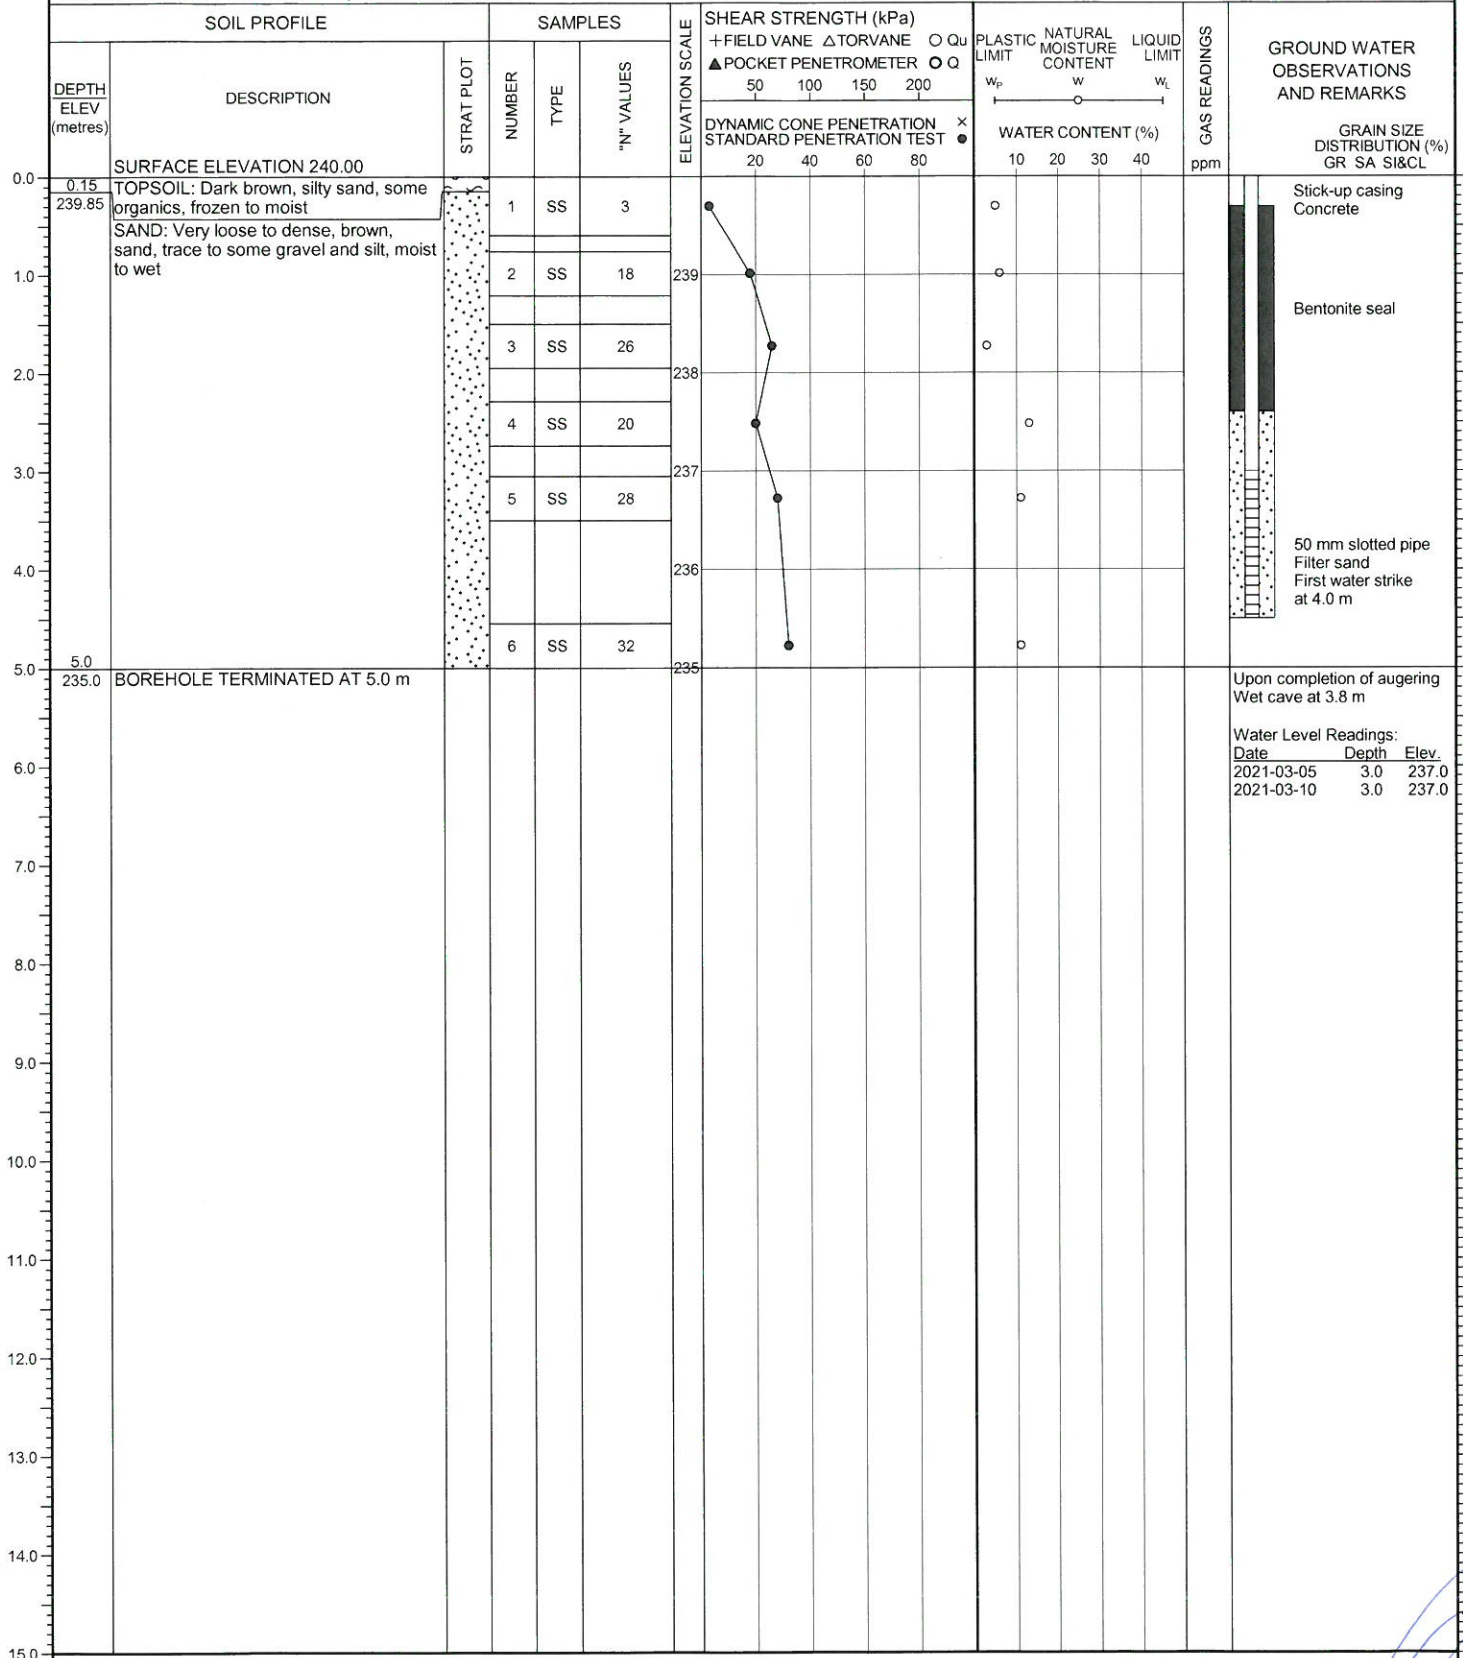 SOIL PROFILE
SAMPLES
ELEVATION SCALE
SHEAR STRENGTH (kPa)
+FIELD VANE △TORVANE ○ Qu
▲POCKET PENETROMETER O Q
50 100 150 200
DYNAMIC CONE PENETRATION ×
STANDARD PENETRATION TEST ●
20 40 60 80
PLASTIC LIMIT
NATURAL MOISTURE CONTENT
LIQUID LIMIT
WP w WL
WATER CONTENT (%)
10 20 30 40
GAS READINGS
ppm
GROUND WATER
OBSERVATIONS
AND REMARKS
GRAIN SIZE
DISTRIBUTION (%)
GR SA SI&CL
DEPTH
ELEV
(metres)
DESCRIPTION
STRAT PLOT
NUMBER
TYPE
"N" VALUES
SURFACE ELEVATION 240.00
0.0
0.15
239.85
TOPSOIL: Dark brown, silty sand, some
organics, frozen to moist
SAND: Very loose to dense, brown,
sand, trace to some gravel and silt, moist
to wet
1 SS 3
2 SS 18
3 SS 26
4 SS 20
5 SS 28
6 SS 32
239
238
237
236
235
Stick-up casing
Concrete
Bentonite seal
50 mm slotted pipe
Filter sand
First water strike
at 4.0 m
1.0
2.0
3.0
4.0
5.0
5.0
235.0
BOREHOLE TERMINATED AT 5.0 m
Upon completion of augering
Wet cave at 3.8 m
Water Level Readings:
Date Depth Elev.
2021-03-05 3.0 237.0
2021-03-10 3.0 237.0
6.0
7.0
8.0
9.0
10.0
11.0
12.0
13.0
14.0
15.0